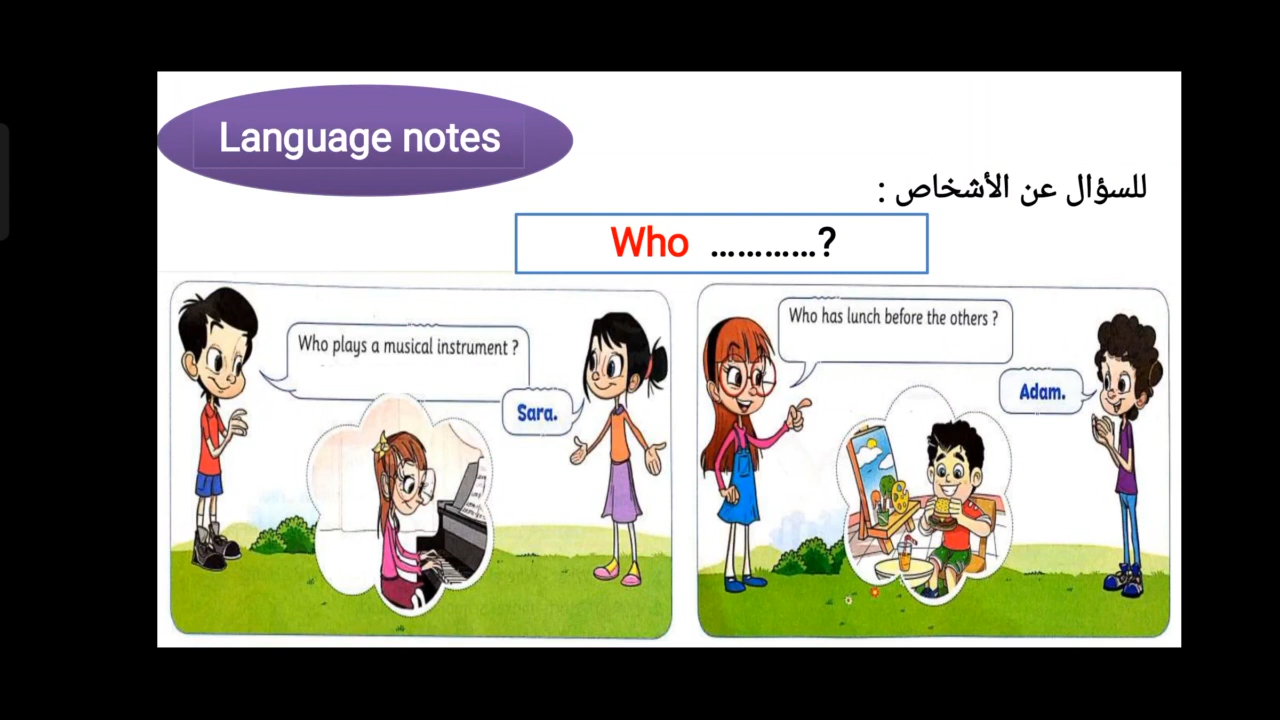 Language notes
للسؤال عن الأشخاص :
Who …………?
Who plays a musical instrument ?
Sara.
Who has lunch before the others ?
Adam.